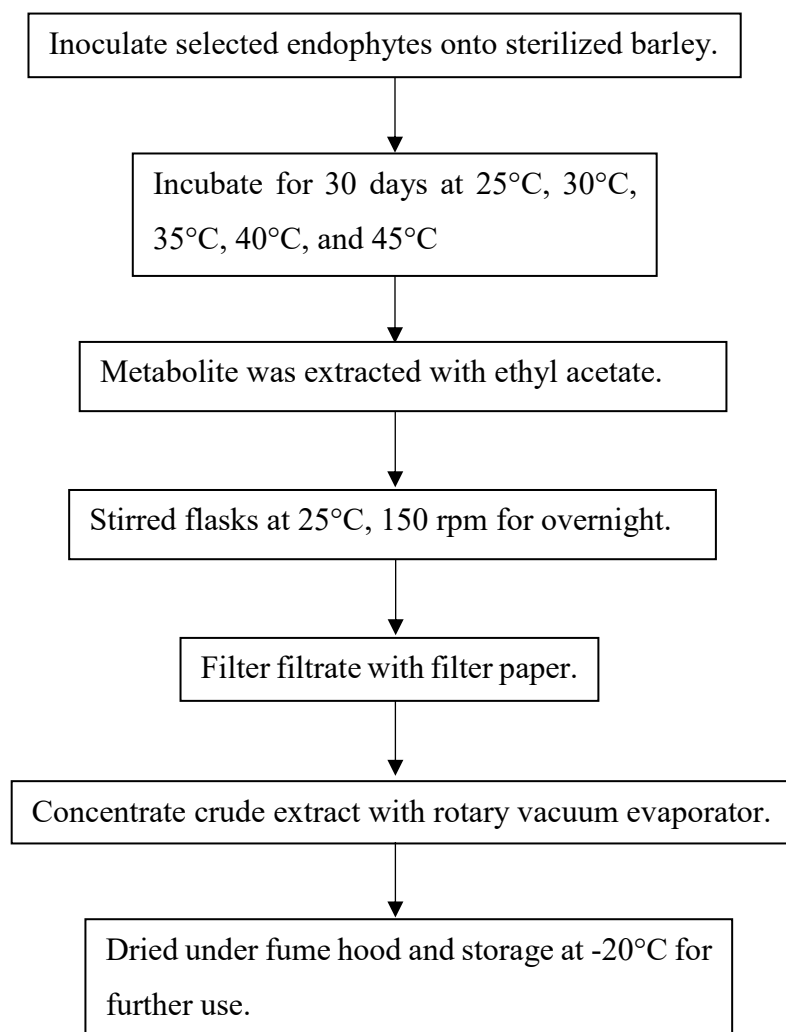 Inoculate selected endophytes onto sterilized barley.
Incubate for 30 days at 25°C, 30°C,
35°C, 40°C, and 45°C
Metabolite was extracted with ethyl acetate.
Stirred flasks at 25°C, 150 rpm for overnight.
Filter filtrate with filter paper.
Concentrate crude extract with rotary vacuum evaporator.
Dried under fume hood and storage at -20°C for
further use.